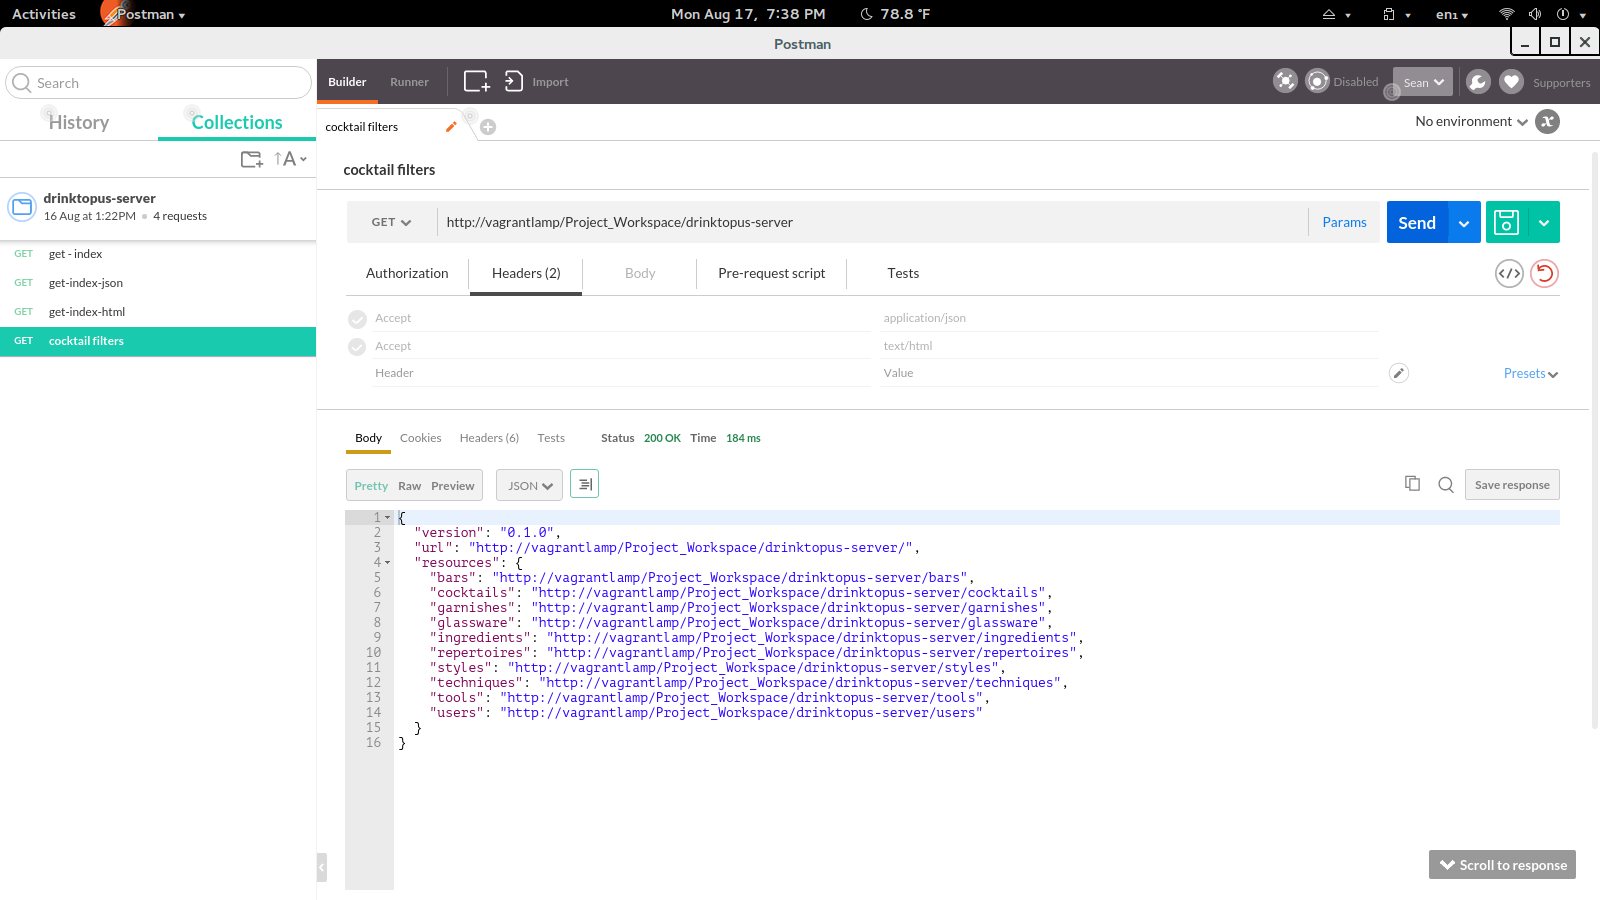 Activities Postman Mon Aug 17, 7:38 PM 78.8 °F en₁
Postman
Search
Builder Runner Import Disabled Sean Supporters
History Collections
cocktail filters No environment
A
drinktopus-server
16 Aug at 1:22PM 4 requests
GET get - index
GET get-index-json
GET get-index-html
GET cocktail filters
cocktail filters
GET http://vagrantlamp/Project_Workspace/drinktopus-server Params Send
Authorization Headers (2) Body Pre-request script Tests
Accept application/json
Accept text/html
Header Value Presets
Body Cookies Headers (6) Tests Status 200 OK Time 184 ms
Pretty Raw Preview JSON Save response
1 {
2 "version": "0.1.0",
3 "url": "http://vagrantlamp/Project_Workspace/drinktopus-server/",
4 "resources": {
5 "bars": "http://vagrantlamp/Project_Workspace/drinktopus-server/bars",
6 "cocktails": "http://vagrantlamp/Project_Workspace/drinktopus-server/cocktails",
7 "garnishes": "http://vagrantlamp/Project_Workspace/drinktopus-server/garnishes",
8 "glassware": "http://vagrantlamp/Project_Workspace/drinktopus-server/glassware",
9 "ingredients": "http://vagrantlamp/Project_Workspace/drinktopus-server/ingredients",
10 "repertoires": "http://vagrantlamp/Project_Workspace/drinktopus-server/repertoires",
11 "styles": "http://vagrantlamp/Project_Workspace/drinktopus-server/styles",
12 "techniques": "http://vagrantlamp/Project_Workspace/drinktopus-server/techniques",
13 "tools": "http://vagrantlamp/Project_Workspace/drinktopus-server/tools",
14 "users": "http://vagrantlamp/Project_Workspace/drinktopus-server/users"
15 }
16 }
Scroll to response